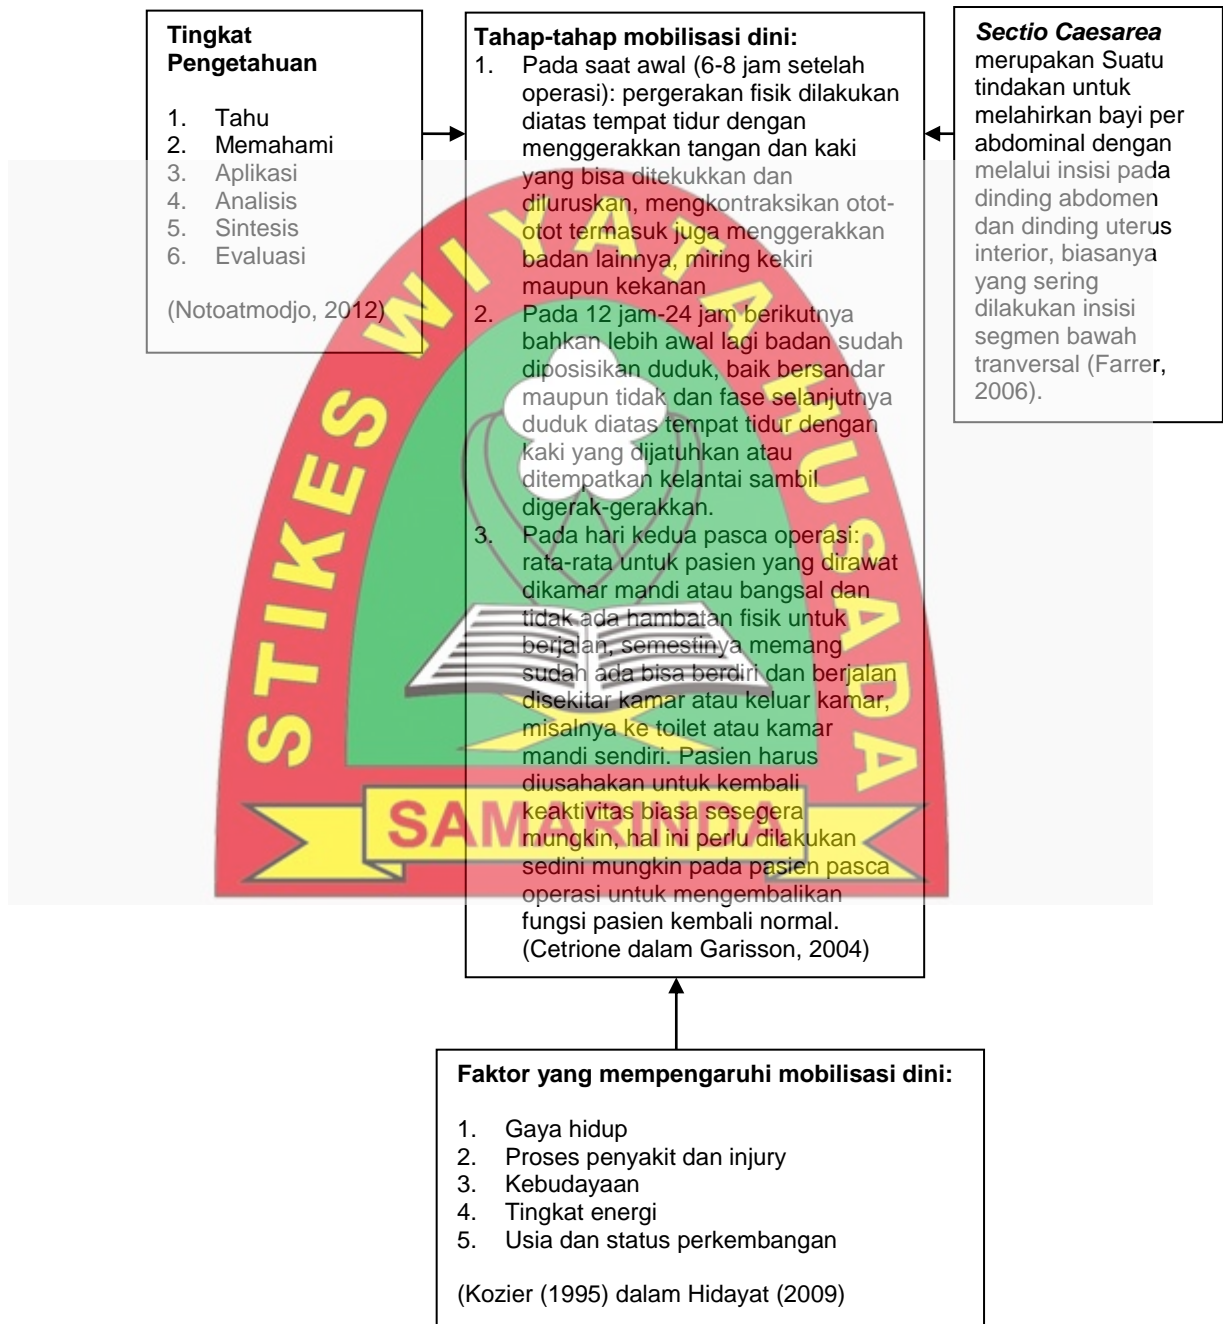 Tingkat
Pengetahuan
1. Tahu
2. Memahami
3. Aplikasi
4. Analisis
5. Sintesis
6. Evaluasi
(Notoatmodjo, 2012)
Tahap-tahap mobilisasi dini:
1. Pada saat awal (6-8 jam setelah
operasi): pergerakan fisik dilakukan
diatas tempat tidur dengan
menggerakkan tangan dan kaki
yang bisa ditekukkan dan
diluruskan, mengkontraksikan otot-
otot termasuk juga menggerakkan
badan lainnya, miring kekiri
maupun kekanan
2. Pada 12 jam-24 jam berikutnya
bahkan lebih awal lagi badan sudah
diposisikan duduk, baik bersandar
maupun tidak dan fase selanjutnya
duduk diatas tempat tidur dengan
kaki yang dijatuhkan atau
ditempatkan kelantai sambil
digerak-gerakkan.
3. Pada hari kedua pasca operasi:
rata-rata untuk pasien yang dirawat
dikamar mandi atau bangsal dan
tidak ada hambatan fisik untuk
berjalan, semestinya memang
sudah ada bisa berdiri dan berjalan
disekitar kamar atau keluar kamar,
misalnya ke toilet atau kamar
mandi sendiri. Pasien harus
diusahakan untuk kembali
keaktivitas biasa sesegera
mungkin, hal ini perlu dilakukan
sedini mungkin pada pasien pasca
operasi untuk mengembalikan
fungsi pasien kembali normal.
(Cetrione dalam Garisson, 2004)
Sectio Caesarea
merupakan Suatu
tindakan untuk
melahirkan bayi per
abdominal dengan
melalui insisi pada
dinding abdomen
dan dinding uterus
interior, biasanya
yang sering
dilakukan insisi
segmen bawah
tranversal (Farrer,
2006).
STIKES WIYATA HUSADA
SAMARINDA
Faktor yang mempengaruhi mobilisasi dini:
1. Gaya hidup
2. Proses penyakit dan injury
3. Kebudayaan
4. Tingkat energi
5. Usia dan status perkembangan
(Kozier (1995) dalam Hidayat (2009)